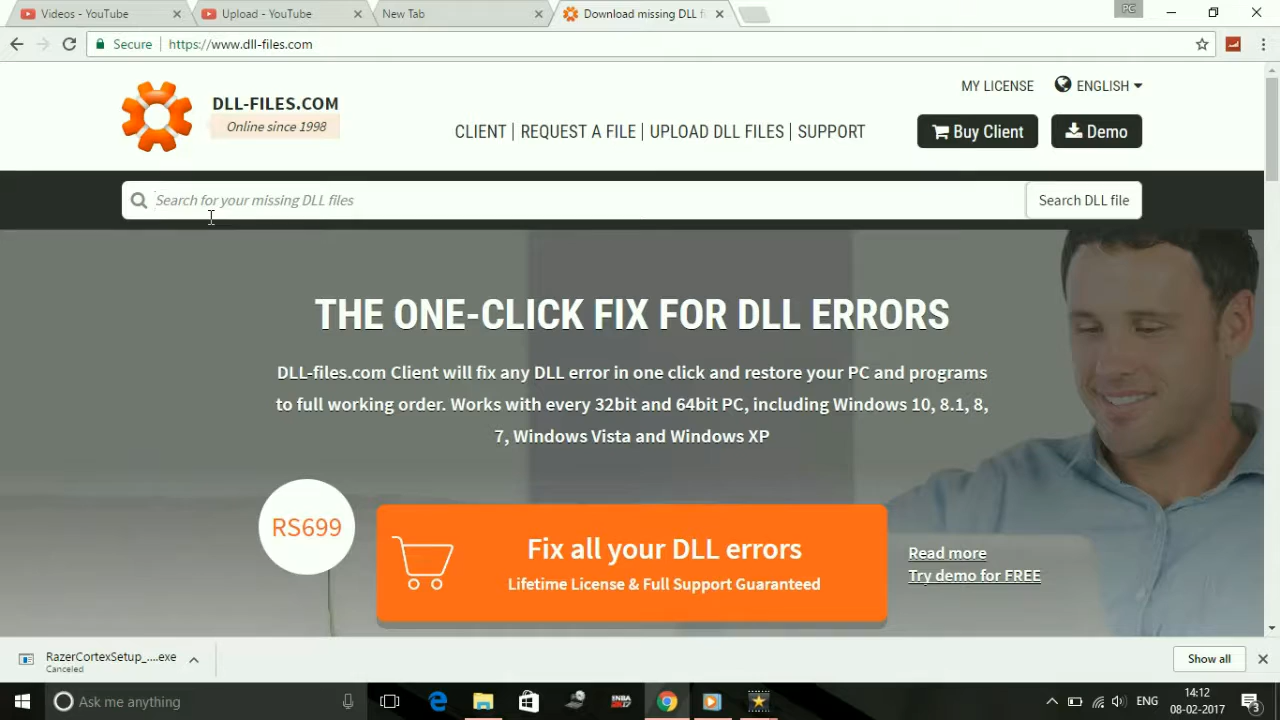 Videos - YouTube
Upload - YouTube
New Tab
Download missing DLL f
PC
Secure
https://www.dll-files.com
DLL-FILES.COM
Online since 1998
MY LICENSE
ENGLISH
CLIENT | REQUEST A FILE | UPLOAD DLL FILES | SUPPORT
Buy Client
Demo
Search for your missing DLL files
Search DLL file
THE ONE-CLICK FIX FOR DLL ERRORS
DLL-files.com Client will fix any DLL error in one click and restore your PC and programs
to full working order. Works with every 32bit and 64bit PC, including Windows 10, 8.1, 8,
7, Windows Vista and Windows XP
RS699
Fix all your DLL errors
Lifetime License & Full Support Guaranteed
Read more
Try demo for FREE
RazerCortexSetup_....exe
Canceled
Show all
Ask me anything
ENG
14:12
08-02-2017
3